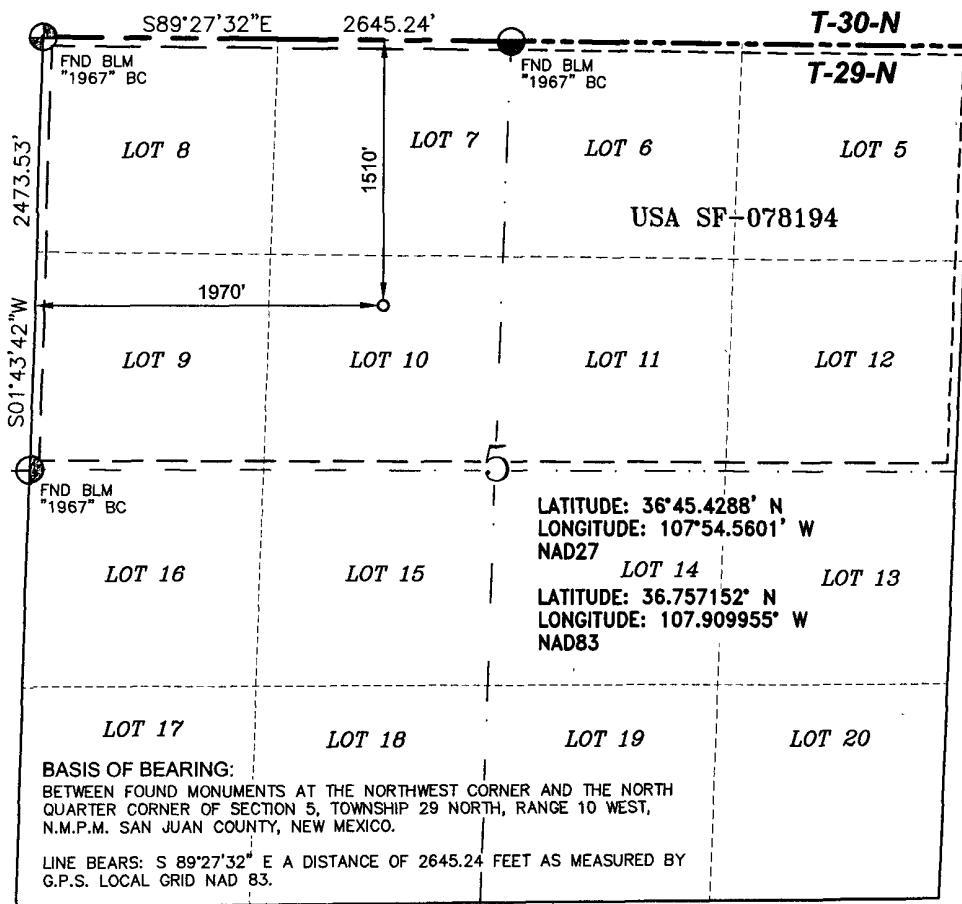 S89°27'32"E 2645.24'
T-30-N
T-29-N
FND BLM
"1967" BC
FND BLM
"1967" BC
2473.53'
S01°43'42"W
LOT 8
LOT 7
LOT 6
LOT 5
1510'
USA SF-078194
1970'
LOT 9
LOT 10
LOT 11
LOT 12
5
FND BLM
"1967" BC
LATITUDE: 36°45.4288' N
LONGITUDE: 107°54.5601' W
NAD27
LOT 16
LOT 15
LOT 14
LOT 13
LATITUDE: 36.757152° N
LONGITUDE: 107.909955° W
NAD83
LOT 17
LOT 18
LOT 19
LOT 20
BASIS OF BEARING:
BETWEEN FOUND MONUMENTS AT THE NORTHWEST CORNER AND THE NORTH
QUARTER CORNER OF SECTION 5, TOWNSHIP 29 NORTH, RANGE 10 WEST,
N.M.P.M. SAN JUAN COUNTY, NEW MEXICO.
LINE BEARS: S 89°27'32" E A DISTANCE OF 2645.24 FEET AS MEASURED BY
G.P.S. LOCAL GRID NAD 83.